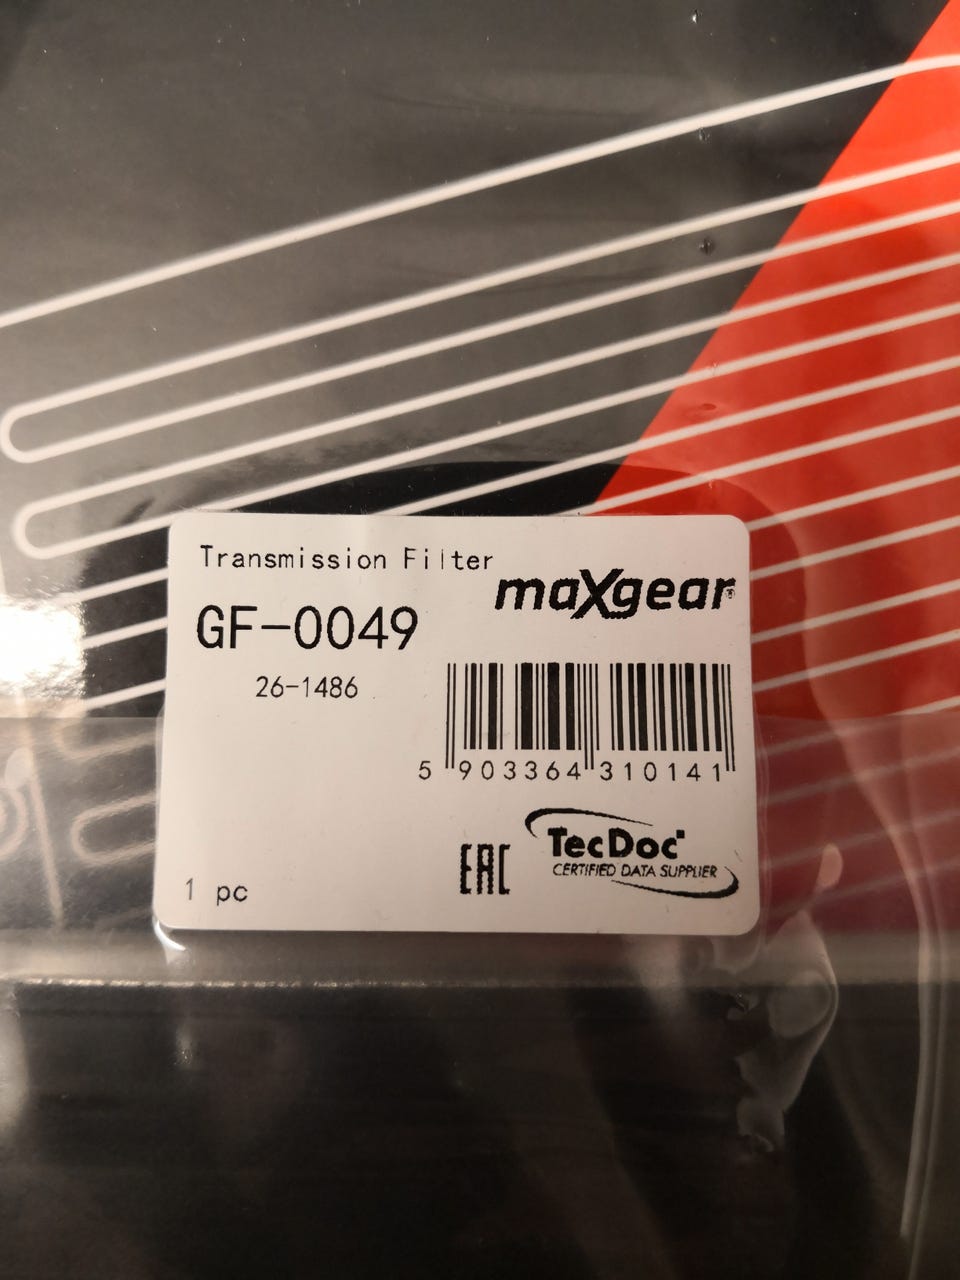 Transmission Filter
maxgear®
GF-0049
26-1486
5 903364 310141
EAC
TecDoc
CERTIFIED DATA SUPPLIER
1 pc